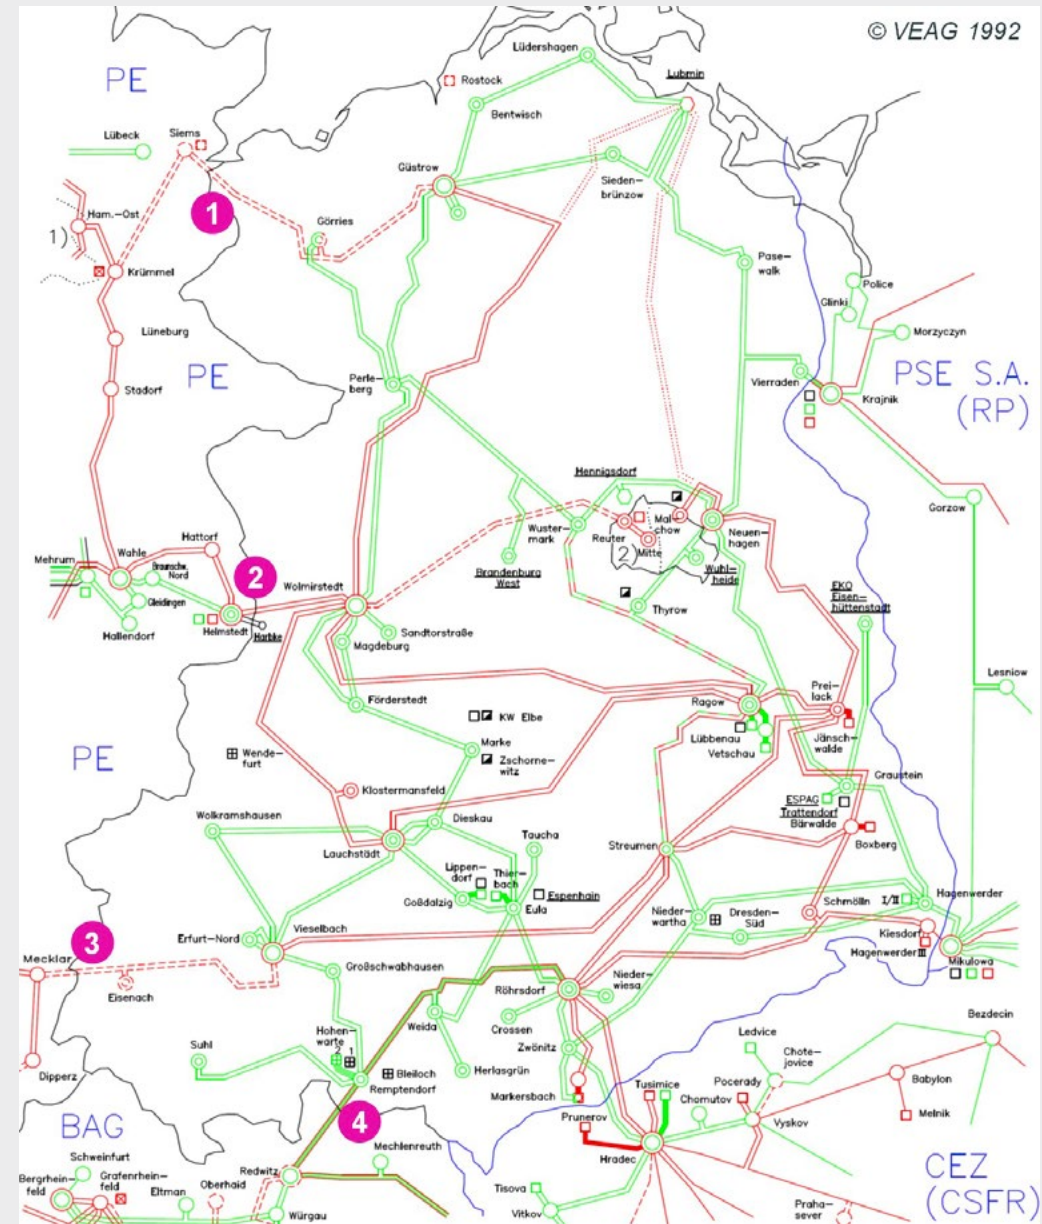 © VEAG 1992
PE
Lüdershagen
Lubmin
Rostock
Bentwisch
Lübeck
Siems
Güstrow
Sieden-
brünzow
Ham.-Ost
1)
1
Görries
Krümmel
Pase-
walk
Police
Glinki
Morzyczyn
Lüneburg
PE
Stadorf
Perle-
berg
Vierraden
Krajnik
PSE S.A.
(RP)
Hennigsdorf
Gorzow
Wuster-
mark
Reuter
Mal-
chow
Mitte
2)
Neuen-
hagen
Hattorf
Mehrum
Wahle
Braunschw.
Nord
2
Wolmirstedt
Brandenburg
West
Wuhl-
heide
EKO
Eisen-
hüttenstadt
Gleidingen
Hallendorf
Helmstedt
Harbke
Sandtorstraße
Magdeburg
Thyrow
Lesniow
Förderstedt
Ragow
Prei-
lack
KW Elbe
Lübbenau
Vetschau
Jänsch-
walde
PE
Wende-
furt
Marke
Zschorne-
witz
Graustein
Klostermansfeld
ESPAG
Trattendorf
Bärwalde
Wolkramshausen
Dieskau
Taucha
Streumen
Boxberg
Lauchstädt
Lippen-
dorf
Thier-
bach
Espenhain
Goßdalzig
Eula
Nieder-
wartha
Dresden-
Süd
Schmölln
I/II
Hagenwerder
3
Vieselbach
Erfurt-Nord
Kiesdorf
Hagenwerder III
Mikulowa
Mecklar
Eisenach
Großschwabhausen
Röhrsdorf
Nieder-
wiesa
Weida
Crossen
Hohen-
warte
2
1
Suhl
Zwönitz
Ledvice
Bezdecin
Chote-
jovice
Dipperz
Bleiloch
Remptendorf
Herlasgrün
Markersbach
Tusimice
Pocerady
Chomutov
Babylon
4
Prunerov
Vyskov
Melnik
BAG
Mechlenreuth
Hradec
Schweinfurt
Redwitz
CEZ
(CSFR)
Bergrhein-
feld
Grafenrhein-
feld
Eltman
Oberhaid
Würgau
Tisova
Vitkov
Praha-
sever